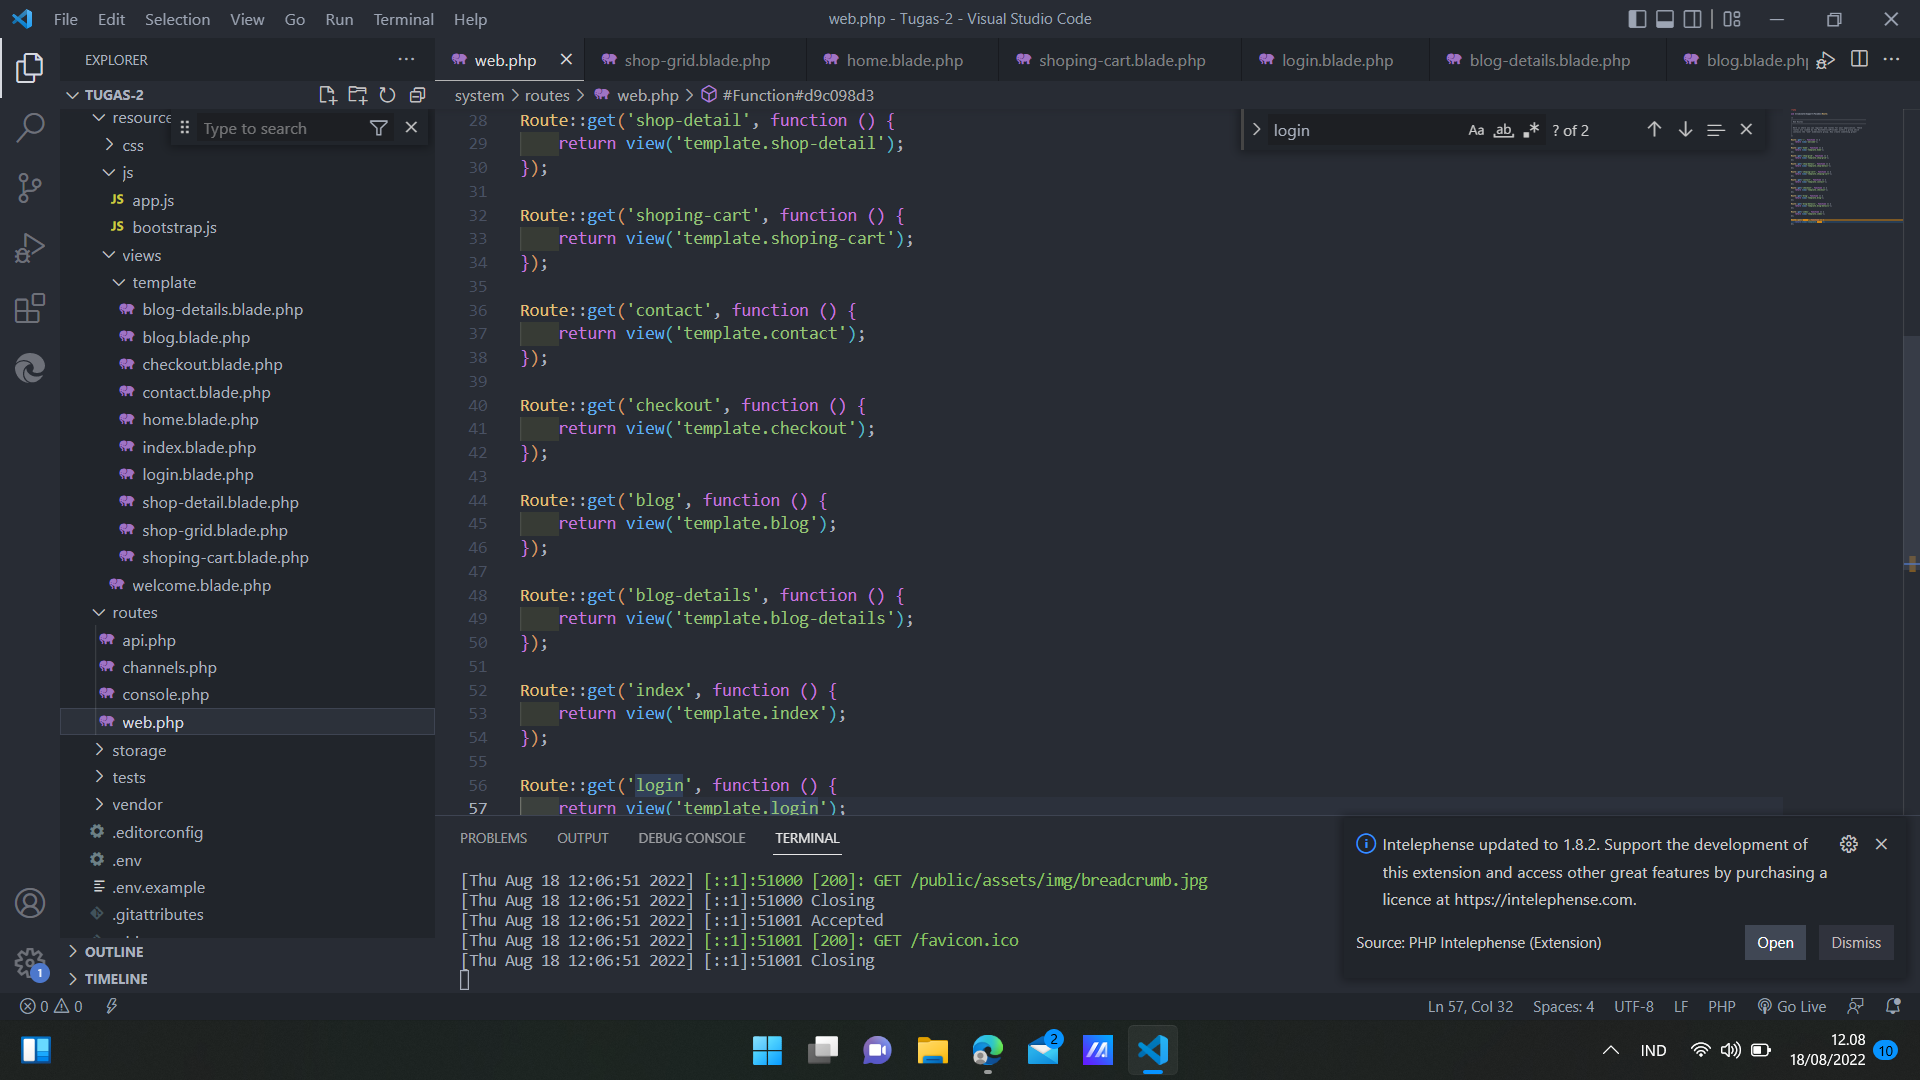 File Edit Selection View Go Run Terminal Help
web.php - Tugas-2 - Visual Studio Code
EXPLORER
TUGAS-2
resource
Type to search
css
js
JS app.js
JS bootstrap.js
views
template
blog-details.blade.php
blog.blade.php
checkout.blade.php
contact.blade.php
home.blade.php
index.blade.php
login.blade.php
shop-detail.blade.php
shop-grid.blade.php
shoping-cart.blade.php
welcome.blade.php
routes
api.php
channels.php
console.php
web.php
storage
tests
vendor
.editorconfig
.env
.env.example
.gitattributes
OUTLINE
TIMELINE
web.php shop-grid.blade.php home.blade.php shoping-cart.blade.php login.blade.php blog-details.blade.php blog.blade.php
system > routes > web.php > #Function#d9c098d3
login Aa ab .* ? of 2
28 Route::get('shop-detail', function () {
29 return view('template.shop-detail');
30 });
31
32 Route::get('shoping-cart', function () {
33 return view('template.shoping-cart');
34 });
35
36 Route::get('contact', function () {
37 return view('template.contact');
38 });
39
40 Route::get('checkout', function () {
41 return view('template.checkout');
42 });
43
44 Route::get('blog', function () {
45 return view('template.blog');
46 });
47
48 Route::get('blog-details', function () {
49 return view('template.blog-details');
50 });
51
52 Route::get('index', function () {
53 return view('template.index');
54 });
55
56 Route::get('login', function () {
57 return view('template.login');
PROBLEMS OUTPUT DEBUG CONSOLE TERMINAL
[Thu Aug 18 12:06:51 2022] [::1]:51000 [200]: GET /public/assets/img/breadcrumb.jpg
[Thu Aug 18 12:06:51 2022] [::1]:51000 Closing
[Thu Aug 18 12:06:51 2022] [::1]:51001 Accepted
[Thu Aug 18 12:06:51 2022] [::1]:51001 [200]: GET /favicon.ico
[Thu Aug 18 12:06:51 2022] [::1]:51001 Closing
Intelephense updated to 1.8.2. Support the development of
this extension and access other great features by purchasing a
licence at https://intelephense.com.
Source: PHP Intelephense (Extension)
Open Dismiss
1
0 0
Ln 57, Col 32 Spaces: 4 UTF-8 LF PHP Go Live
2
IND
12.08
18/08/2022
10